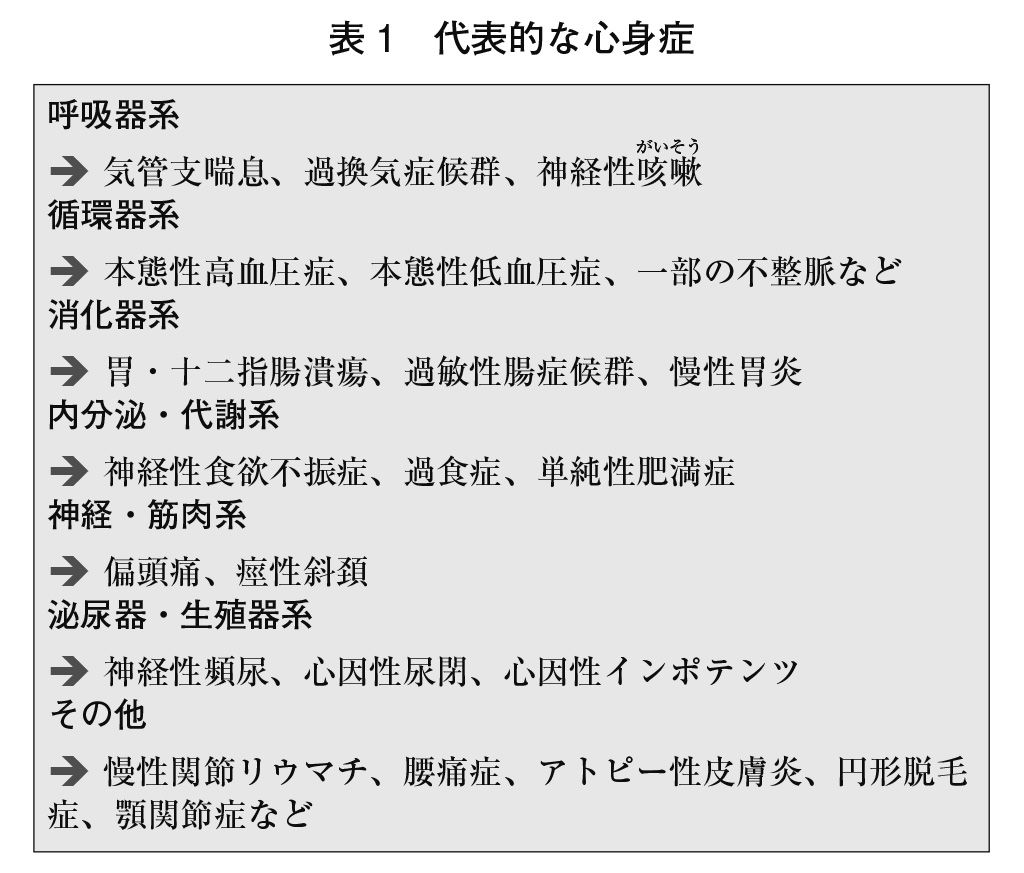 表1 代表的な心身症
呼吸器系
➔ 気管支喘息、過換気症候群、神経性咳嗽
がいそう
循環器系
➔ 本態性高血圧症、本態性低血圧症、一部の不整脈など
消化器系
➔ 胃・十二指腸潰瘍、過敏性腸症候群、慢性胃炎
内分泌・代謝系
➔ 神経性食欲不振症、過食症、単純性肥満症
神経・筋肉系
➔ 偏頭痛、痙性斜頚
泌尿器・生殖器系
➔ 神経性頻尿、心因性尿閉、心因性インポテンツ
その他
➔ 慢性関節リウマチ、腰痛症、アトピー性皮膚炎、円形脱毛
症、顎関節症など